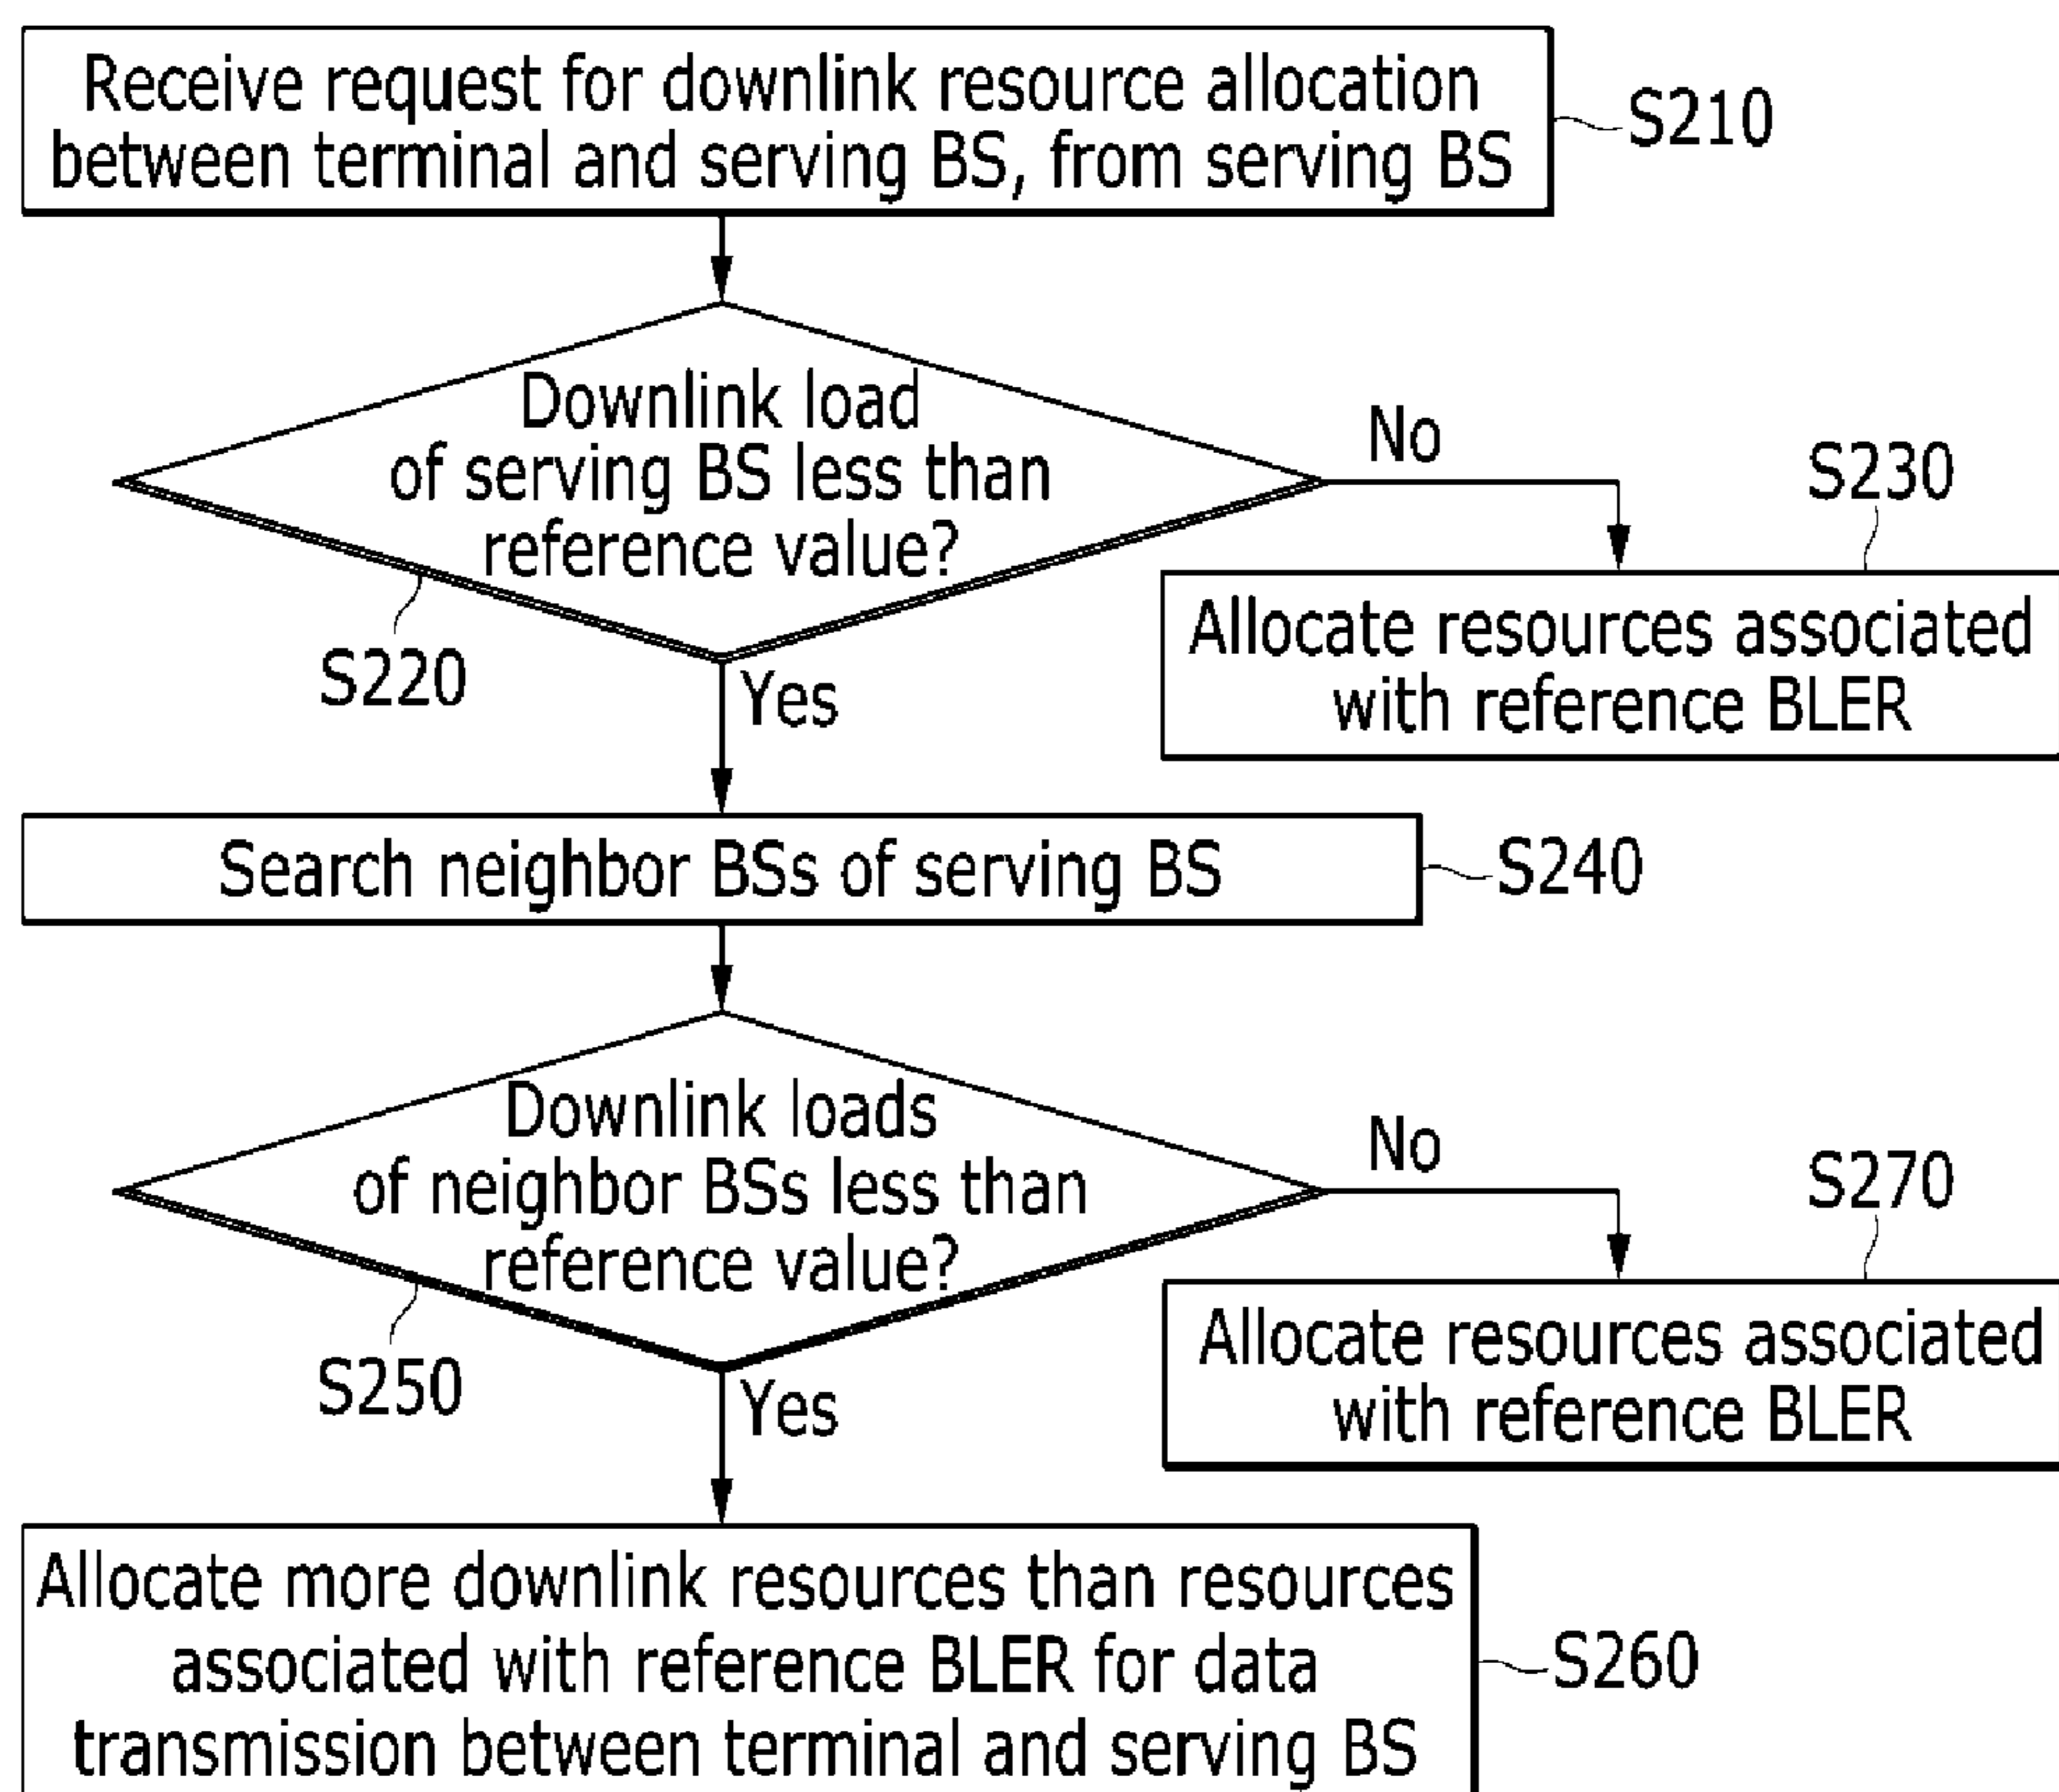 Receive request for downlink resource allocation
between terminal and serving BS, from serving BS
S210
Downlink load
of serving BS less than
reference value?
S220
No
S230
Allocate resources associated
with reference BLER
Yes
Search neighbor BSs of serving BS
S240
Downlink loads
of neighbor BSs less than
reference value?
S250
No
S270
Allocate resources associated
with reference BLER
Yes
Allocate more downlink resources than resources
associated with reference BLER for data
transmission between terminal and serving BS
S260